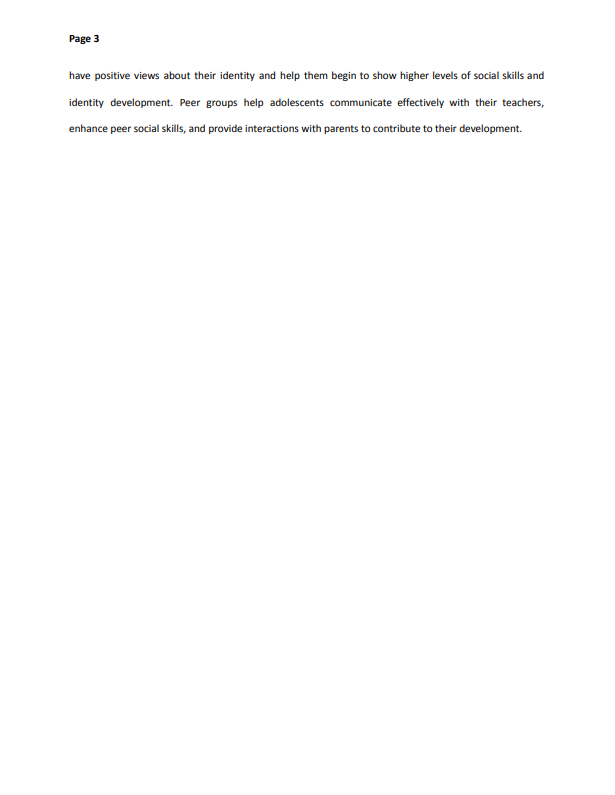 Page 3
have positive views about their identity and help them begin to show higher levels of social skills and
identity development. Peer groups help adolescents communicate effectively with their teachers,
enhance peer social skills, and provide interactions with parents to contribute to their development.